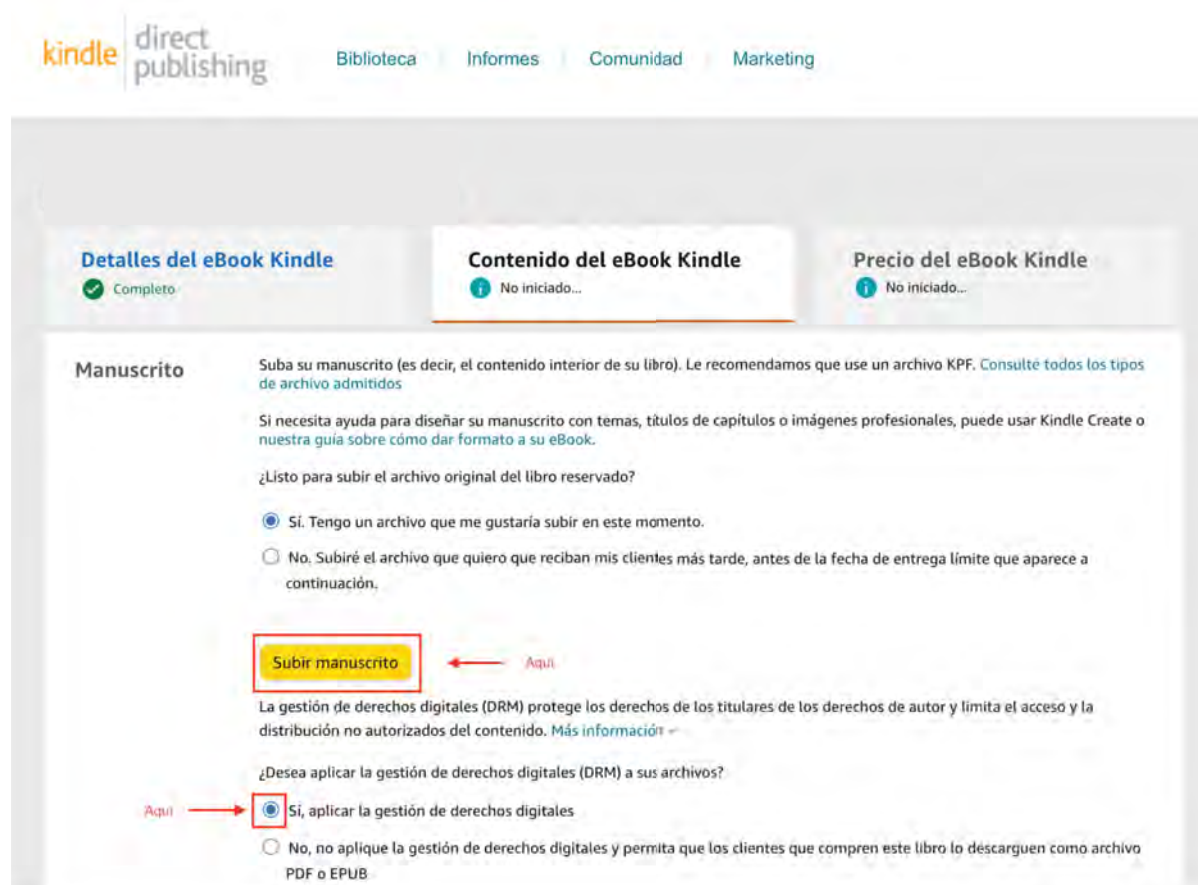 kindle direct publishing
Biblioteca Informes Comunidad Marketing
Detalles del eBook Kindle
Completo
Contenido del eBook Kindle
No iniciado...
Precio del eBook Kindle
No iniciado...
Manuscrito
Suba su manuscrito (es decir, el contenido interior de su libro). Le recomendamos que use un archivo KPF. Consulte todos los tipos
de archivo admitidos
Si necesita ayuda para diseñar su manuscrito con temas, títulos de capítulos o imágenes profesionales, puede usar Kindle Create o
nuestra guía sobre cómo dar formato a su eBook.
¿Listo para subir el archivo original del libro reservado?
Sí. Tengo un archivo que me gustaría subir en este momento.
No. Subiré el archivo que quiero que reciban mis clientes más tarde, antes de la fecha de entrega límite que aparece a
continuación.
Subir manuscrito
Aquí
La gestión de derechos digitales (DRM) protege los derechos de los titulares de los derechos de autor y limita el acceso y la
distribución no autorizados del contenido. Más información
¿Desea aplicar la gestión de derechos digitales (DRM) a sus archivos?
Aquí
Sí, aplicar la gestión de derechos digitales
No, no aplique la gestión de derechos digitales y permita que los clientes que compren este libro lo descarguen como archivo
PDF o EPUB